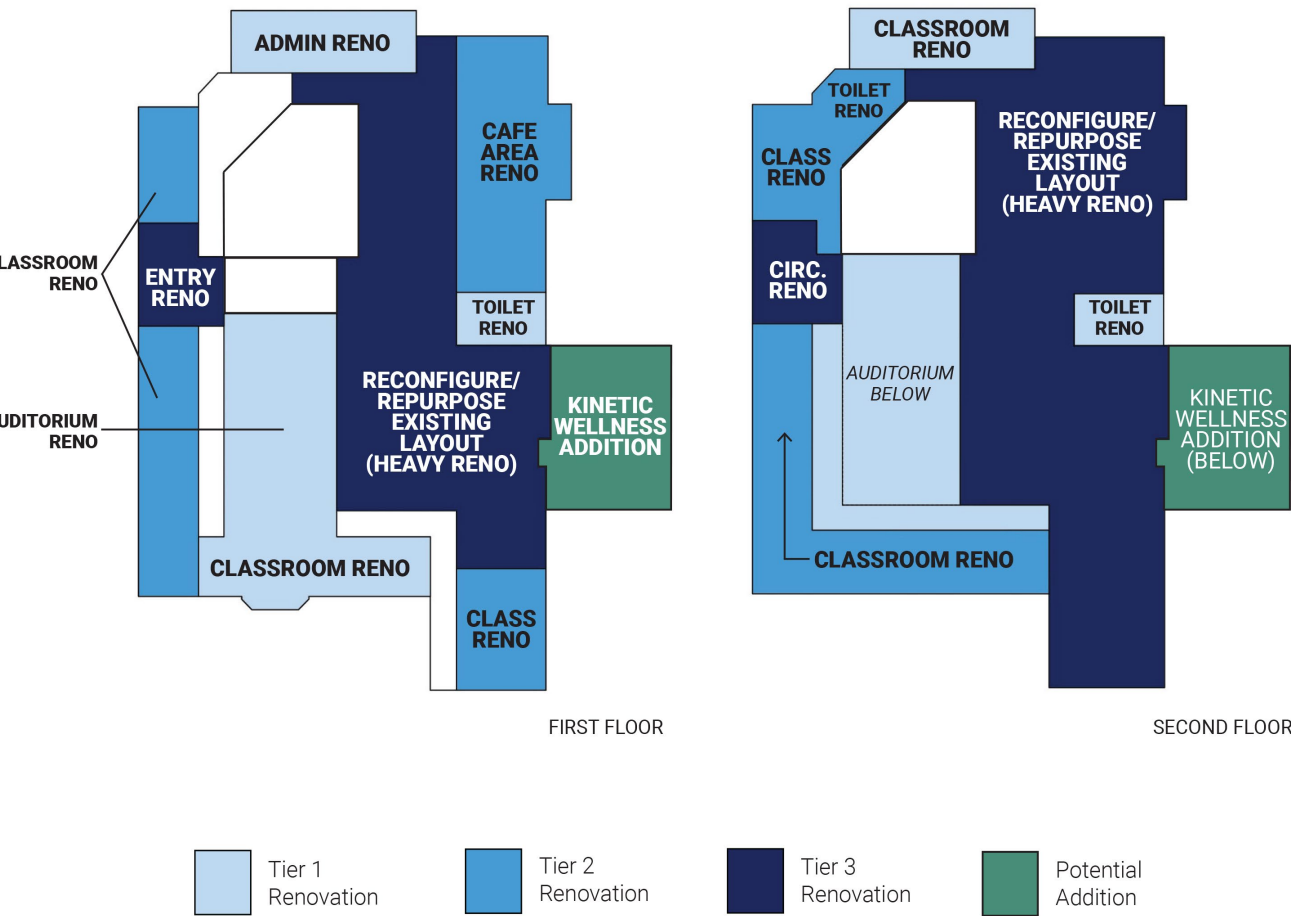 ADMIN RENO
CAFE
AREA
RENO
LASSROOM
RENO
ENTRY
RENO
TOILET
RENO
UDITORIUM
RENO
RECONFIGURE/
REPURPOSE
EXISTING
LAYOUT
(HEAVY RENO)
KINETIC
WELLNESS
ADDITION
CLASSROOM RENO
CLASS
RENO
FIRST FLOOR
CLASSROOM
RENO
TOILET
RENO
CLASS
RENO
RECONFIGURE/
REPURPOSE
EXISTING
LAYOUT
(HEAVY RENO)
CIRC.
RENO
TOILET
RENO
AUDITORIUM
BELOW
KINETIC
WELLNESS
ADDITION
(BELOW)
CLASSROOM RENO
SECOND FLOOR
Tier 1
Renovation
Tier 2
Renovation
Tier 3
Renovation
Potential
Addition